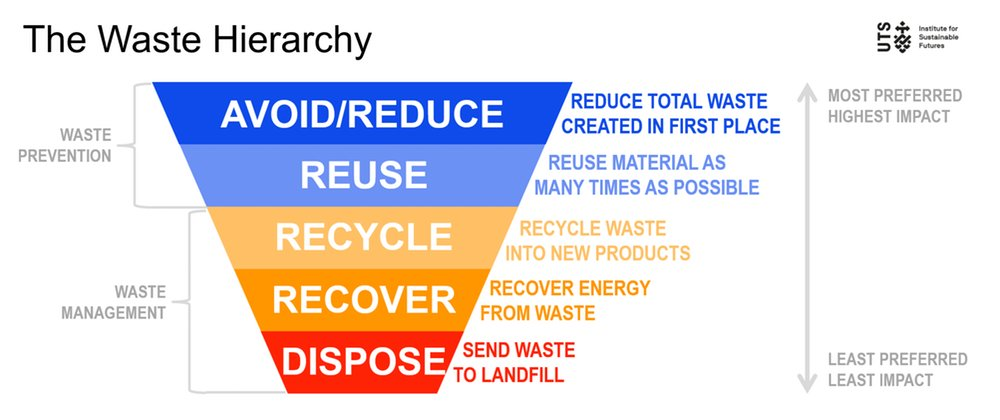 The Waste Hierarchy
UTS
Institute for
Sustainable
Futures
WASTE
PREVENTION
AVOID/REDUCE
REDUCE TOTAL WASTE
CREATED IN FIRST PLACE
MOST PREFERRED
HIGHEST IMPACT
REUSE
REUSE MATERIAL AS
MANY TIMES AS POSSIBLE
WASTE
MANAGEMENT
RECYCLE
RECYCLE WASTE
INTO NEW PRODUCTS
RECOVER
RECOVER ENERGY
FROM WASTE
DISPOSE
SEND WASTE
TO LANDFILL
LEAST PREFERRED
LEAST IMPACT